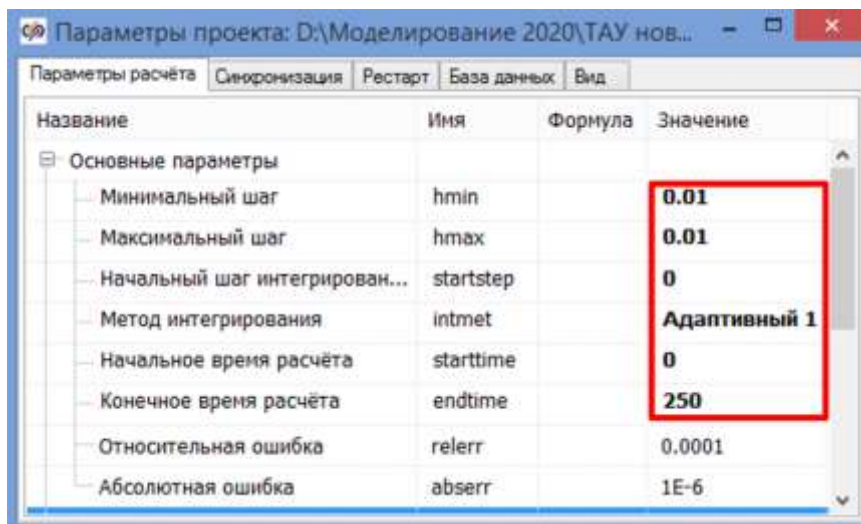 Параметры проекта: D:\Моделирование 2020\ТАУ нов...
Параметры расчёта Синхронизация Рестарт База данных Вид
Название Имя Формула Значение
Основные параметры
Минимальный шаг hmin 0.01
Максимальный шаг hmax 0.01
Начальный шаг интегрирован... startstep 0
Метод интегрирования intmet Адаптивный 1
Начальное время расчёта starttime 0
Конечное время расчёта endtime 250
Относительная ошибка relerr 0.0001
Абсолютная ошибка abserr 1E-6